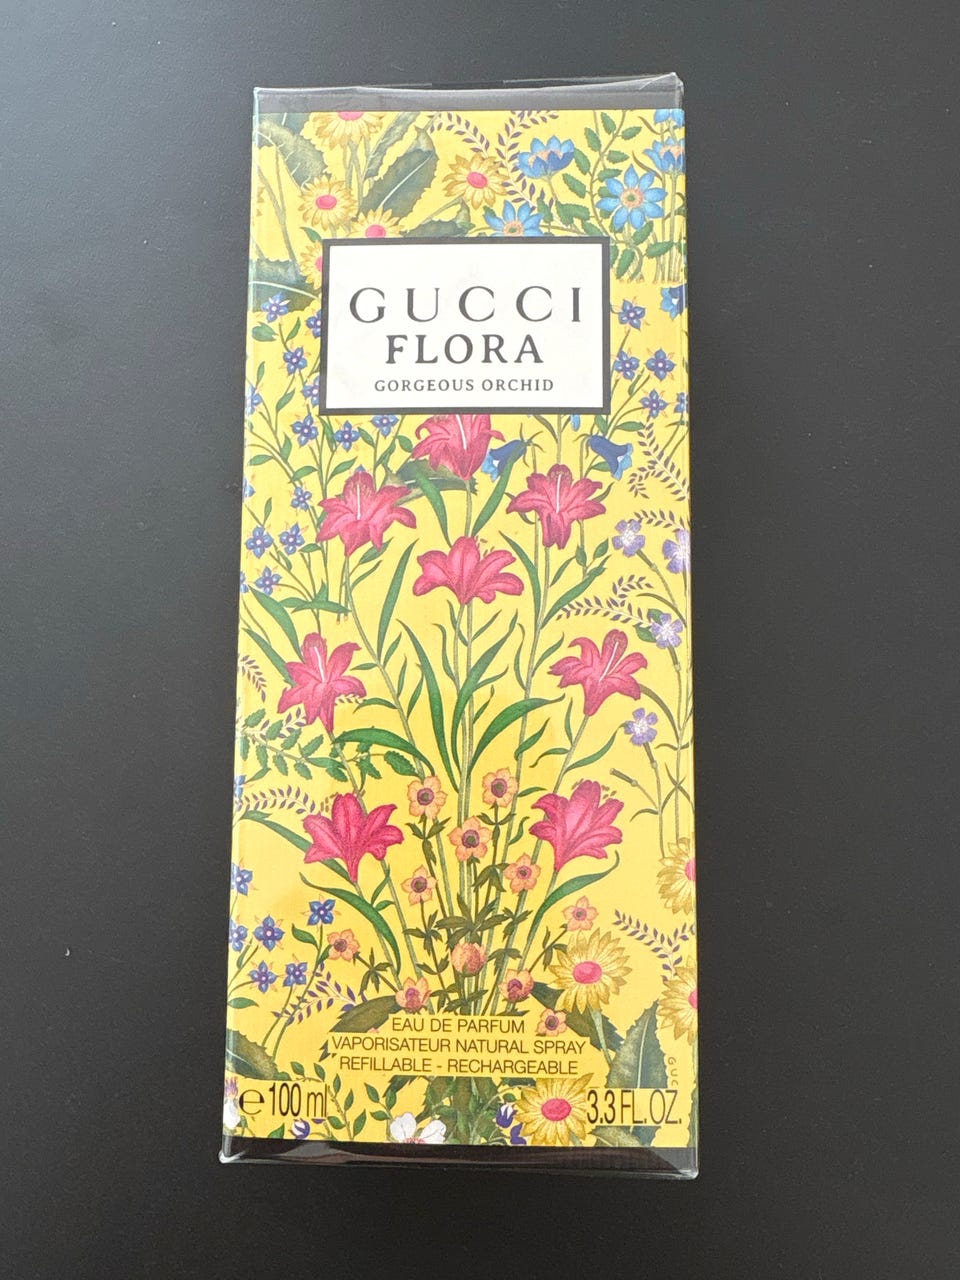 GUCCI
FLORA
GORGEOUS ORCHID
EAU DE PARFUM
VAPORISATEUR NATURAL SPRAY
REFILLABLE - RECHARGEABLE
℮ 100 ml
3.3 FL.OZ.